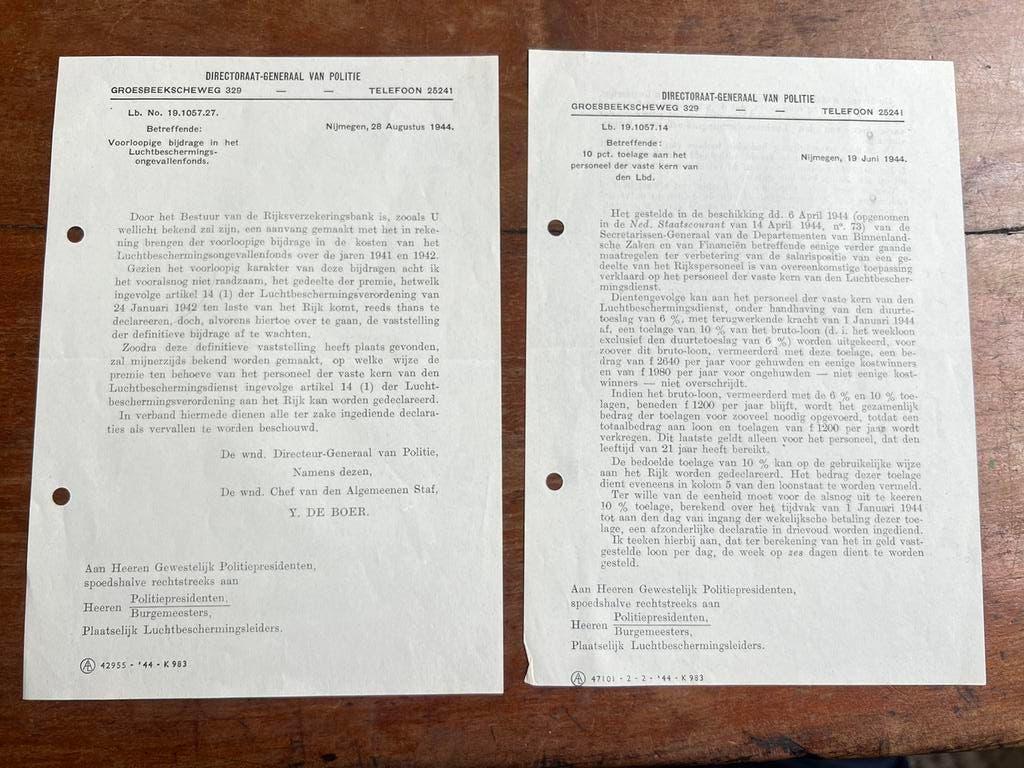 DIRECTORAAT-GENERAAL VAN POLITIE
GROESBEEKSCHEWEG 329 — — TELEFOON 25241
Lb. No. 19.1057.27.
Betreffende:
Nijmegen, 28 Augustus 1944.
Voorloopige bijdrage in het
Luchtbeschermings-
ongevallenfonds.
Door het Bestuur van de Rijksverzekeringsbank is, zooals U
wellicht bekend zal zijn, een aanvang gemaakt met het in reke-
ning brengen der voorloopige bijdrage in de kosten van het
Luchtbeschermingsongevallenfonds over de jaren 1941 en 1942.
Gezien het voorloopig karakter van deze bijdragen acht ik
het vooralsnog niet raadzaam, het gedeelte der premie, hetwelk
ingevolge artikel 14 (1) der Luchtbeschermingsverordening van
24 Januari 1942 ten laste van het Rijk komt, reeds thans te
declareeren, doch, alvorens hiertoe over te gaan, de vaststelling
der definitieve bijdrage af te wachten.
Zoodra deze definitieve vaststelling heeft plaats gevonden,
zal mijnerzijds bekend worden gemaakt, op welke wijze de
premie ten behoeve van het personeel der vaste kern van den
Luchtbeschermingsdienst ingevolge artikel 14 (1) der Lucht-
beschermingsverordening aan het Rijk kan worden gedeclareerd.
In verband hiermede dienen alle ter zake ingediende declara-
ties als vervallen te worden beschouwd.
De wnd. Directeur-Generaal van Politie,
Namens dezen,
De wnd. Chef van den Algemeenen Staf,
Y. DE BOER.
Aan Heeren Gewestelijk Politiepresidenten,
spoedshalve rechtstreeks aan
Heeren Politiepresidenten,
Burgemeesters,
Plaatselijk Luchtbeschermingsleiders.
42955 - '44 - K 983
DIRECTORAAT-GENERAAL VAN POLITIE
GROESBEEKSCHEWEG 329 — — TELEFOON 25241
Lb. 19.1057.14
Betreffende:
10 pct. toelage aan het
Nijmegen, 19 Juni 1944.
personeel der vaste kern van
den Lbd.
Het gestelde in de beschikking dd. 6 April 1944 (opgenomen
in de Ned. Staatscourant van 14 April 1944, nº. 73) van de
Secretarissen-Generaal van de Departementen van Binnenland-
sche Zaken en van Financiën betreffende eenige verder gaande
maatregelen ter verbetering van de salarispositie van een ge-
deelte van het Rijkspersoneel is van overeenkomstige toepassing
verklaard op het personeel der vaste kern van den Luchtbescher-
mingsdienst.
Dientengevolge kan aan het personeel der vaste kern van den
Luchtbeschermingsdienst, onder handhaving van den duurte-
toeslag van 6 %, met terugwerkende kracht van 1 Januari 1944
af, een toelage van 10 % van het bruto-loon (d. i. het weekloon
exclusief den duurtetoeslag van 6 %) worden uitgekeerd, voor
zoover dit bruto-loon, vermeerderd met deze toelage, een be-
drag van f 2640 per jaar voor gehuwden en eenige kostwinners
en van f 1980 per jaar voor ongehuwden — niet eenige kost-
winners — niet overschrijdt.
Indien het bruto-loon, vermeerderd met de 6 % en 10 % toe-
lagen, beneden f 1200 per jaar blijft, wordt het gezamenlijk
bedrag der toelagen voor zooveel noodig opgevoerd, totdat een
totaalbedrag aan loon en toelagen van f 1200 per jaar wordt
verkregen. Dit laatste geldt alleen voor het personeel, dat den
leeftijd van 21 jaar heeft bereikt.
De bedoelde toelage van 10 % kan op de gebruikelijke wijze
aan het Rijk worden gedeclareerd. Het bedrag dezer toelage
dient eveneens in kolom 5 van den loonstaat te worden vermeld.
Ter wille van de eenheid moet voor de alsnog uit te keeren
10 % toelage, berekend over het tijdvak van 1 Januari 1944
tot aan den dag van ingang der wekelijksche betaling dezer toe-
lage, een afzonderlijke declaratie in drievoud worden ingediend.
Ik teeken hierbij aan, dat ter berekening van het in geld vast-
gestelde loon per dag, de week op zes dagen dient te worden
gesteld.
Aan Heeren Gewestelijk Politiepresidenten,
spoedshalve rechtstreeks aan
Heeren Politiepresidenten,
Burgemeesters,
Plaatselijk Luchtbeschermingsleiders.
47101 - 2 - 2 - '44 - K 983